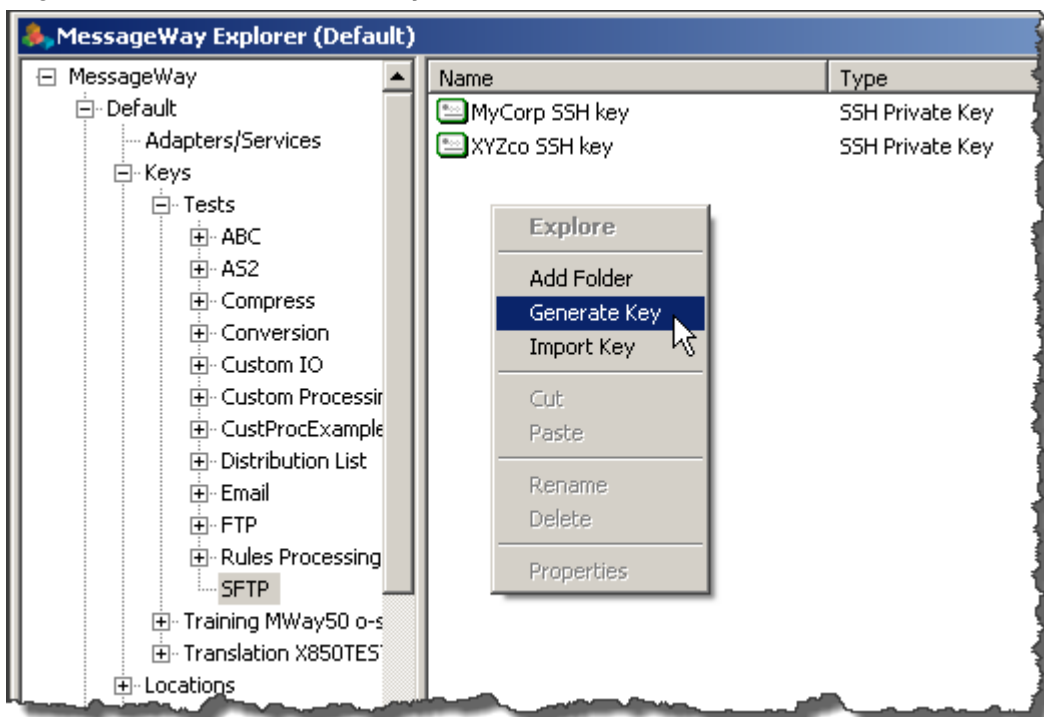 MessageWay Explorer (Default)
MessageWay
Default
Adapters/Services
Keys
Tests
ABC
AS2
Compress
Conversion
Custom IO
Custom Processin
CustProcExample
Distribution List
Email
FTP
Rules Processing
SFTP
Training MWay50 o-s
Translation X850TEST
Locations
Name Type
MyCorp SSH key SSH Private Key
XYZco SSH key SSH Private Key
Explore
Add Folder
Generate Key
Import Key
Cut
Paste
Rename
Delete
Properties